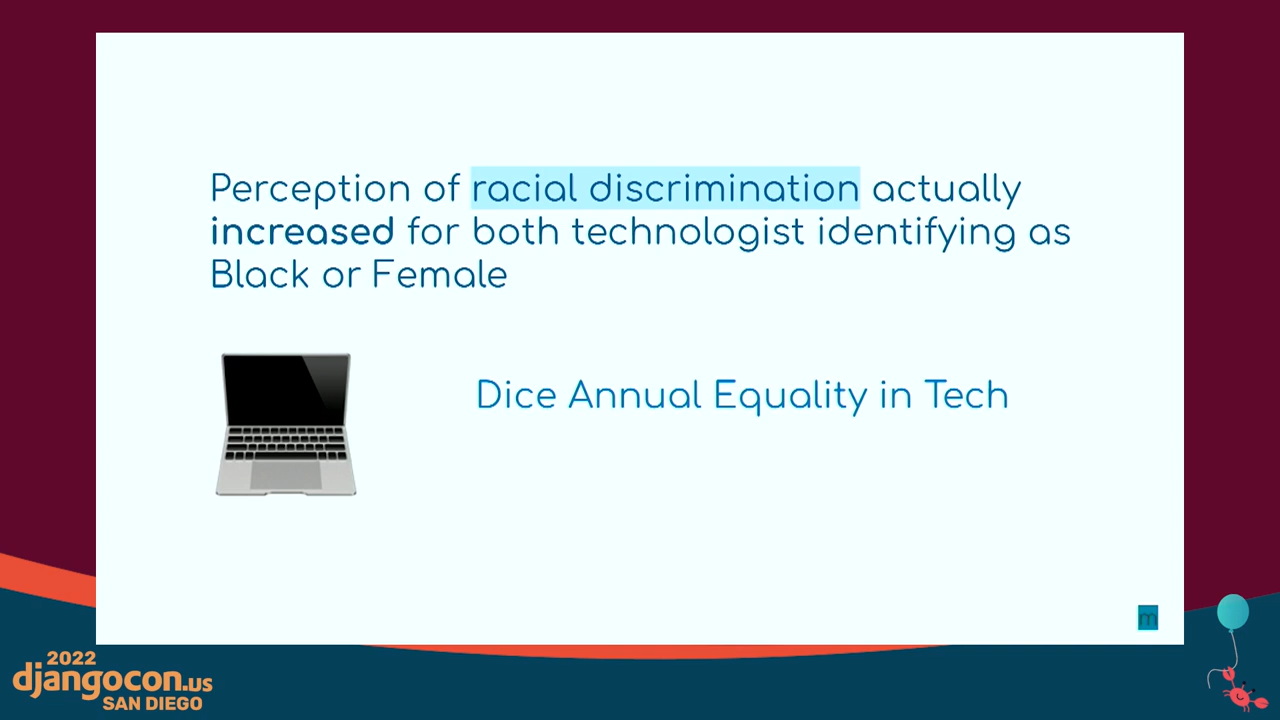 Perception of racial discrimination actually
increased for both technologist identifying as
Black or Female
Dice Annual Equality in Tech
m
2022
djangocon.us
SAN DIEGO